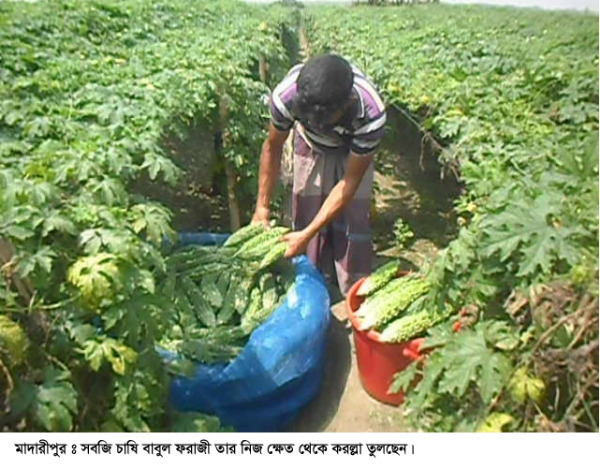 মাদারীপুর ঃ সবজি চাষি বাবুল ফরাজী তার নিজ ক্ষেত থেকে করল্লা তুলছেন।